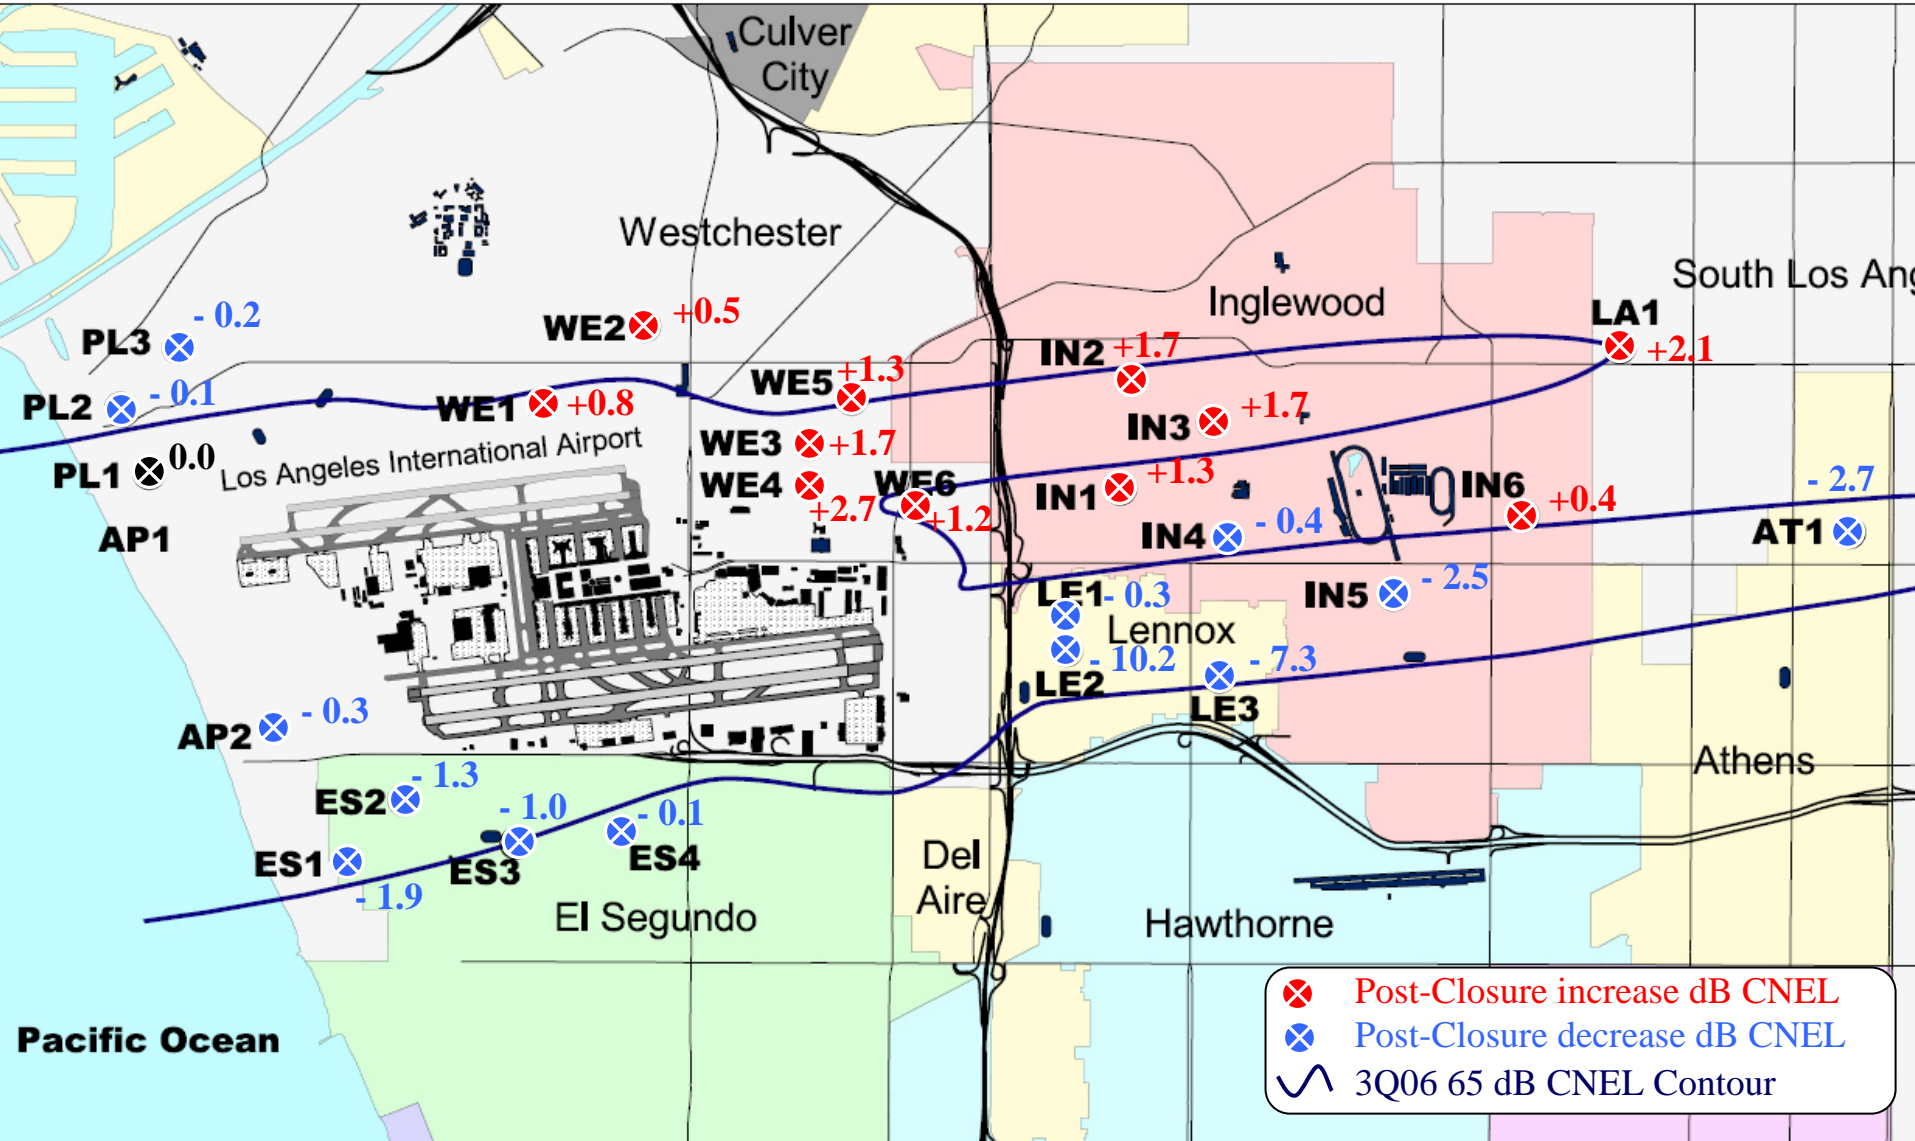 Culver
City
Westchester
South Los Ang
Inglewood
LA1
+2.1
PL3
- 0.2
WE2
+0.5
IN2
+1.7
PL2
- 0.1
WE1
+0.8
WE5
+1.3
IN3
+1.7
PL1
0.0
Los Angeles International Airport
WE3
+1.7
WE4
+2.7
WE6
+1.2
IN1
+1.3
IN6
+0.4
- 2.7
AT1
AP1
IN4
- 0.4
IN5
- 2.5
LE1
- 0.3
Lennox
- 10.2
LE2
- 7.3
LE3
AP2
- 0.3
Athens
ES2
- 1.3
- 1.0
ES3
- 0.1
ES4
ES1
- 1.9
Del
Aire
El Segundo
Hawthorne
Pacific Ocean
Post-Closure increase dB CNEL
Post-Closure decrease dB CNEL
3Q06 65 dB CNEL Contour